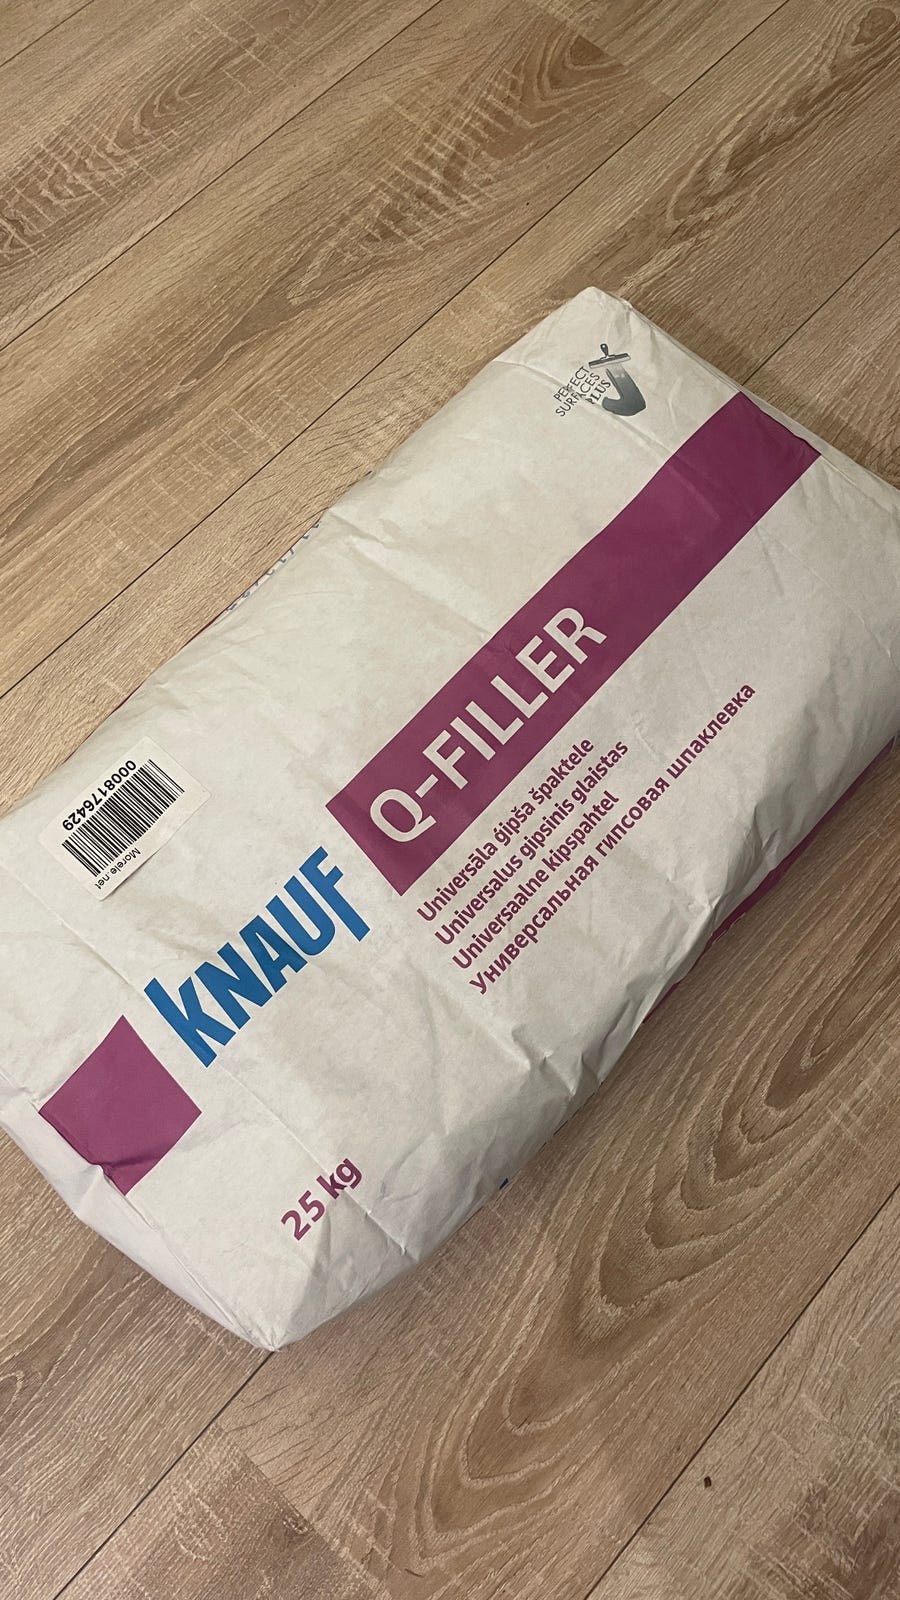 PERFECT
SURFACES
PLUS
KNAUF
Q-FILLER
Universāla ģipša špaktele
Universalus gipsinis glaistas
Universaalne kipspahtel
Универсальная гипсовая шпаклевка
25 kg
0008176429
Morele.net